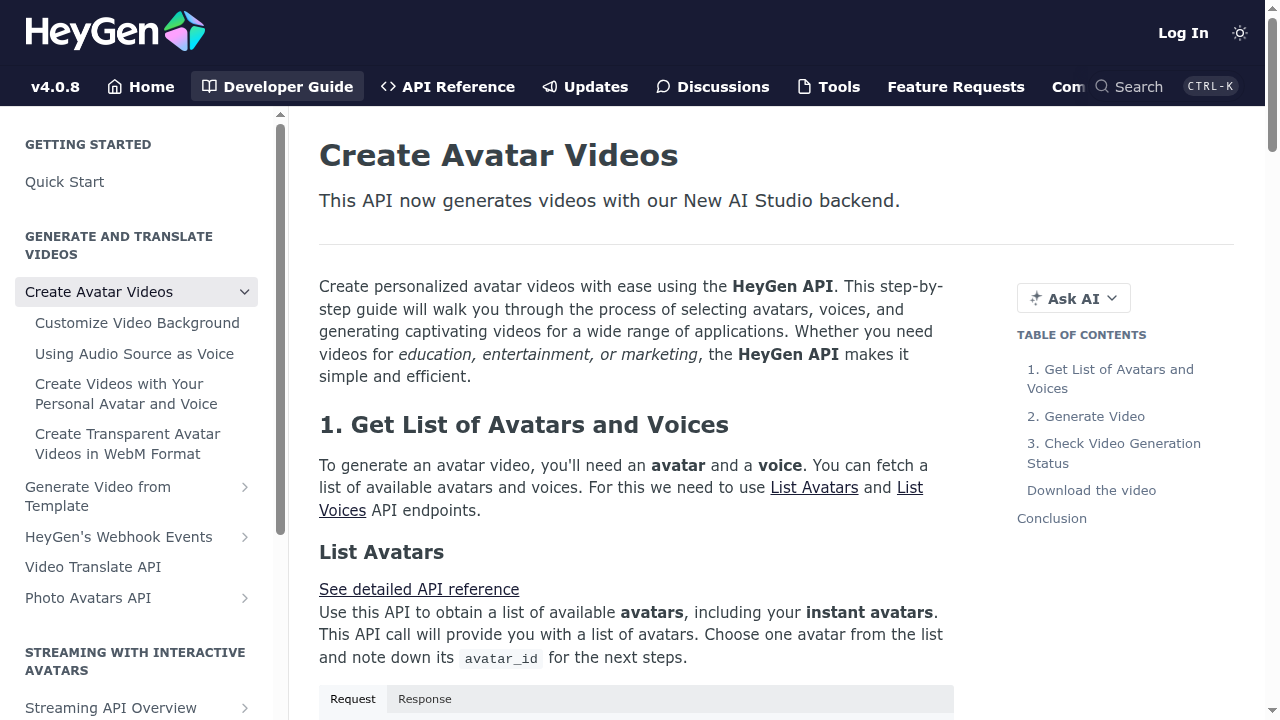 HeyGen
Log In
v4.0.8
Home
Developer Guide
API Reference
Updates
Discussions
Tools
Feature Requests
Com
Search
CTRL-K
GETTING STARTED
Quick Start
GENERATE AND TRANSLATE
VIDEOS
Create Avatar Videos
Customize Video Background
Using Audio Source as Voice
Create Videos with Your
Personal Avatar and Voice
Create Transparent Avatar
Videos in WebM Format
Generate Video from
Template
HeyGen's Webhook Events
Video Translate API
Photo Avatars API
STREAMING WITH INTERACTIVE
AVATARS
Streaming API Overview
Create Avatar Videos
This API now generates videos with our New AI Studio backend.
Create personalized avatar videos with ease using the HeyGen API. This step-by-
step guide will walk you through the process of selecting avatars, voices, and
generating captivating videos for a wide range of applications. Whether you need
videos for education, entertainment, or marketing, the HeyGen API makes it
simple and efficient.
1. Get List of Avatars and Voices
To generate an avatar video, you'll need an avatar and a voice. You can fetch a
list of available avatars and voices. For this we need to use List Avatars and List
Voices API endpoints.
List Avatars
See detailed API reference
Use this API to obtain a list of available avatars, including your instant avatars.
This API call will provide you with a list of avatars. Choose one avatar from the list
and note down its avatar_id for the next steps.
Request
Response
Ask AI
TABLE OF CONTENTS
1. Get List of Avatars and
Voices
2. Generate Video
3. Check Video Generation
Status
Download the video
Conclusion